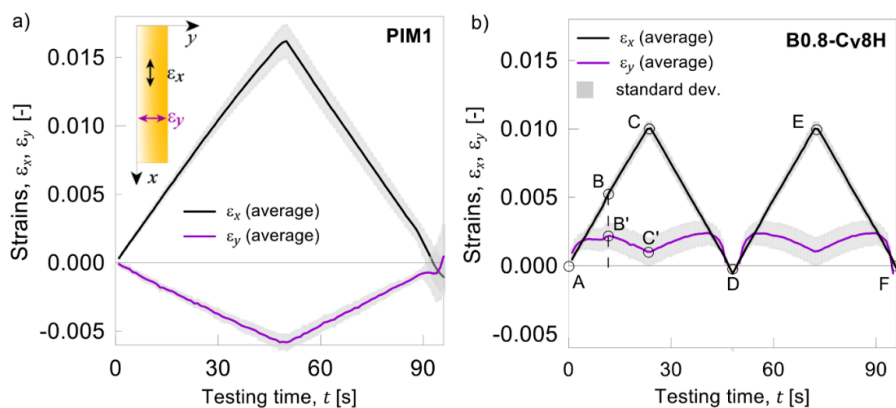 a)
PIM1
y
εx
εy
x
εx (average)
εy (average)
Strains, εx, εy [-]
0.015
0.010
0.005
0.000
-0.005
0
30
60
90
Testing time, t [s]
b)
B0.8-Cv8H
εx (average)
εy (average)
standard dev.
Strains, εx, εy [-]
0.015
0.010
0.005
0.000
-0.005
A
B
B'
C
C'
D
E
F
0
30
60
90
Testing time, t [s]